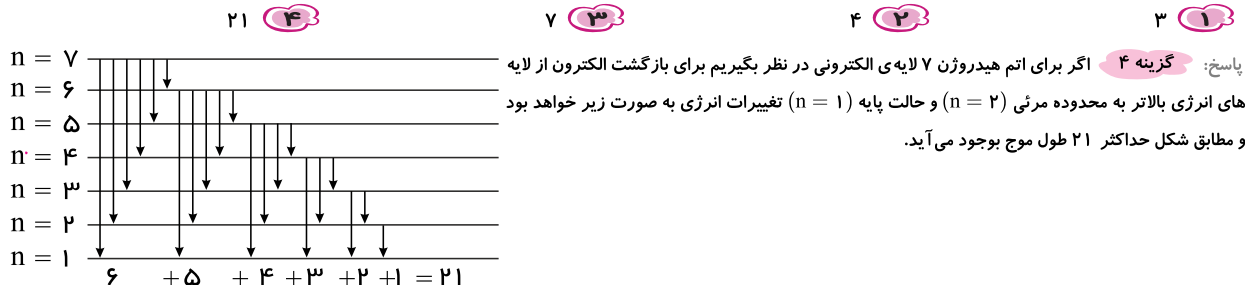 ۱ ۳ ۲ ۴ ۳ ۷ ۴ ۲۱
پاسخ: گزینه ۴ اگر برای اتم هیدروژن ۷ لایه‌ی الکترونی در نظر بگیریم برای بازگشت الکترون از لایه
های انرژی بالاتر به محدوده مرئی (n = ۲) و حالت پایه (n = ۱) تغییرات انرژی به صورت زیر خواهد بود
و مطابق شکل حداکثر ۲۱ طول موج بوجود می‌آید.
n = ۷
n = ۶
n = ۵
n = ۴
n = ۳
n = ۲
n = ۱
۶ + ۵ + ۴ + ۳ + ۲ + ۱ = ۲۱